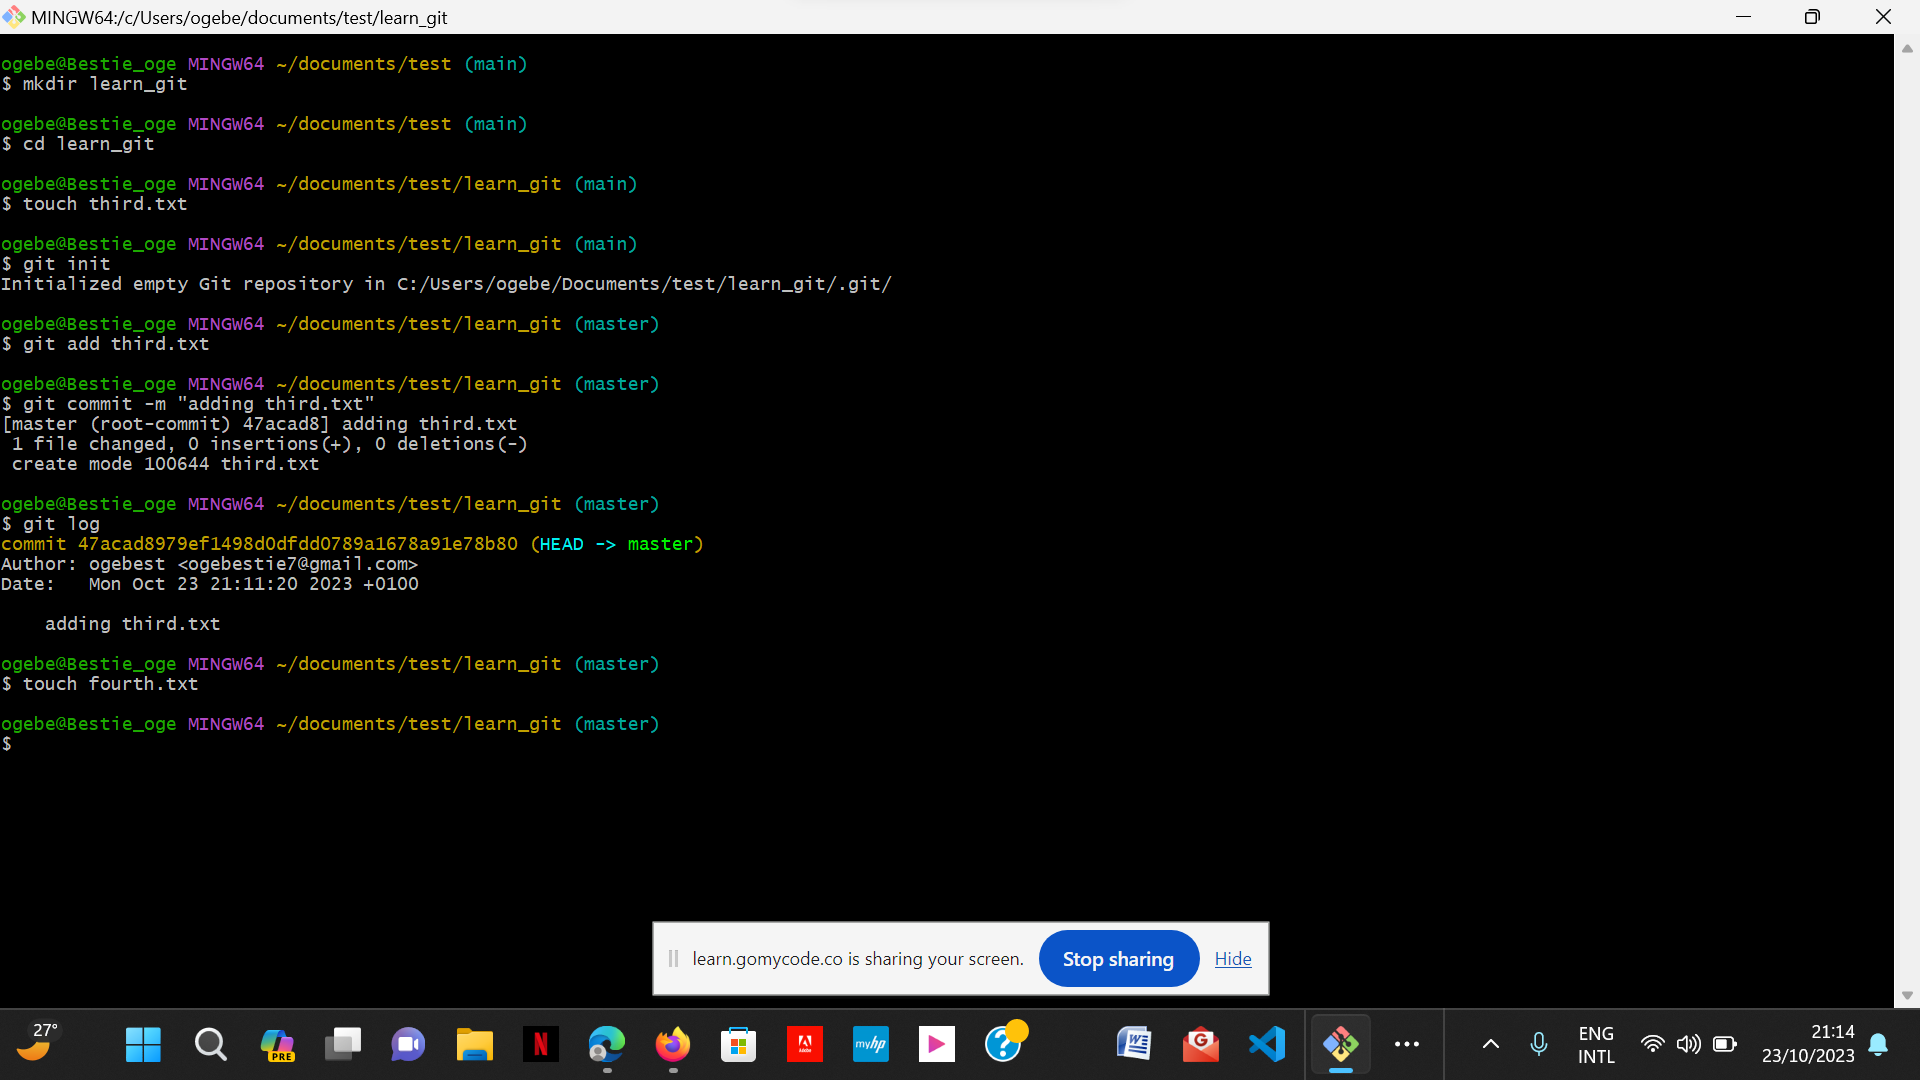 MINGW64:/c/Users/ogebe/documents/test/learn_git
ogebe@Bestie_oge MINGW64 ~/documents/test (main)
$ mkdir learn_git
ogebe@Bestie_oge MINGW64 ~/documents/test (main)
$ cd learn_git
ogebe@Bestie_oge MINGW64 ~/documents/test/learn_git (main)
$ touch third.txt
ogebe@Bestie_oge MINGW64 ~/documents/test/learn_git (main)
$ git init
Initialized empty Git repository in C:/Users/ogebe/Documents/test/learn_git/.git/
ogebe@Bestie_oge MINGW64 ~/documents/test/learn_git (master)
$ git add third.txt
ogebe@Bestie_oge MINGW64 ~/documents/test/learn_git (master)
$ git commit -m "adding third.txt"
[master (root-commit) 47acad8] adding third.txt
 1 file changed, 0 insertions(+), 0 deletions(-)
 create mode 100644 third.txt
ogebe@Bestie_oge MINGW64 ~/documents/test/learn_git (master)
$ git log
commit 47acad8979ef1498d0dfdd0789a1678a91e78b80 (HEAD -> master)
Author: ogebest <ogebestie7@gmail.com>
Date:   Mon Oct 23 21:11:20 2023 +0100
    adding third.txt
ogebe@Bestie_oge MINGW64 ~/documents/test/learn_git (master)
$ touch fourth.txt
ogebe@Bestie_oge MINGW64 ~/documents/test/learn_git (master)
$
learn.gomycode.co is sharing your screen. Stop sharing Hide
27°
PRE
N
Adobe
myhp
?
W
G
ENG
INTL
21:14
23/10/2023